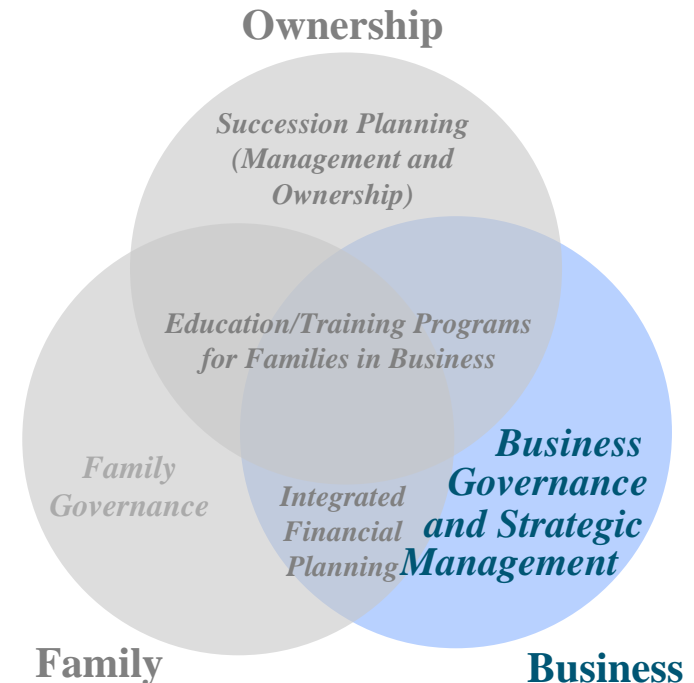 Ownership
Succession Planning
(Management and
Ownership)
Education/Training Programs
for Families in Business
Family
Governance
Integrated
Financial
Planning
Business
Governance
and Strategic
Management
Family
Business